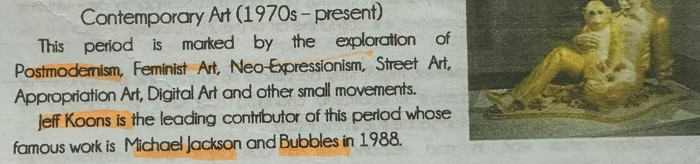 Contemporary Art (1970s - present)
This period is marked by the exploration of
Postmodernism, Feminist Art, Neo-Expressionism, Street Art,
Appropriation Art, Digital Art and other small movements.
Jeff Koons is the leading contributor of this period whose
famous work is Michael Jackson and Bubbles in 1988.